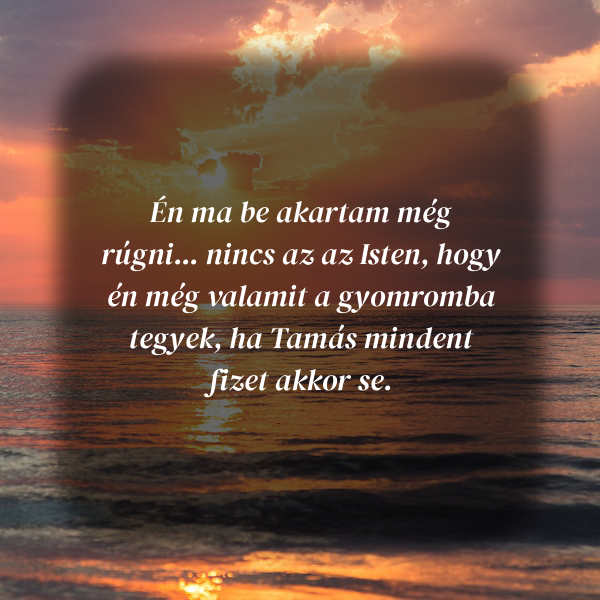 Én ma be akartam még
rúgni... nincs az az Isten, hogy
én még valamit a gyomromba
tegyek, ha Tamás mindent
fizet akkor se.